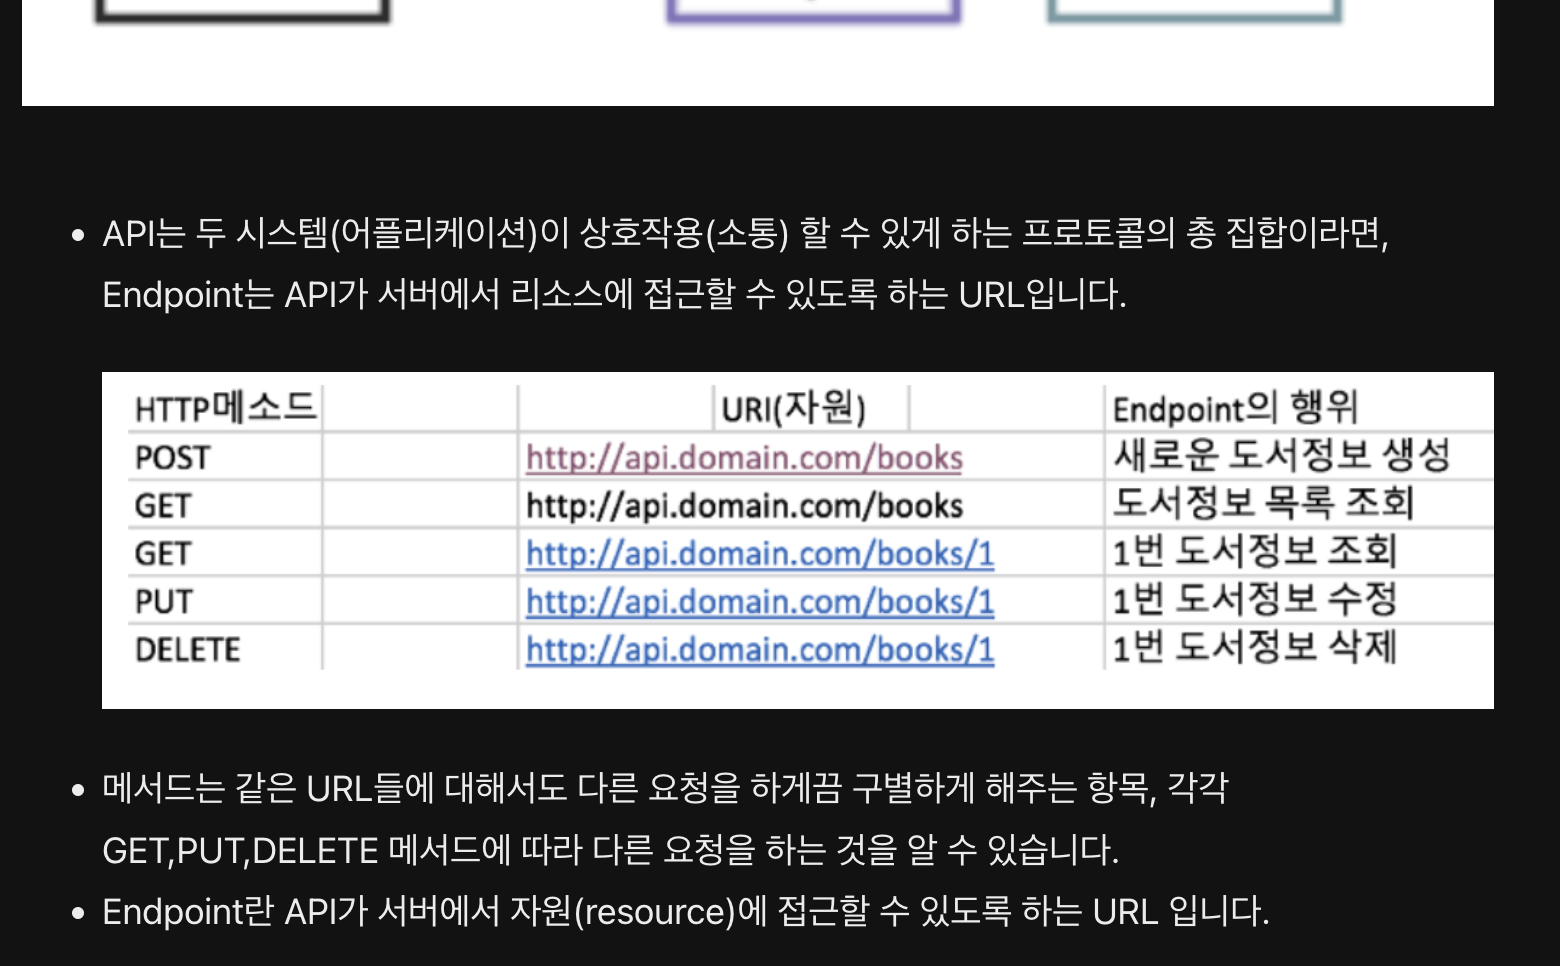 API는 두 시스템(어플리케이션)이 상호작용(소통) 할 수 있게 하는 프로토콜의 총 집합이라면,
Endpoint는 API가 서버에서 리소스에 접근할 수 있도록 하는 URL입니다.
HTTP메소드 URI(자원) Endpoint의 행위
POST http://api.domain.com/books 새로운 도서정보 생성
GET http://api.domain.com/books 도서정보 목록 조회
GET http://api.domain.com/books/1 1번 도서정보 조회
PUT http://api.domain.com/books/1 1번 도서정보 수정
DELETE http://api.domain.com/books/1 1번 도서정보 삭제
메서드는 같은 URL들에 대해서도 다른 요청을 하게끔 구별하게 해주는 항목, 각각
GET,PUT,DELETE 메서드에 따라 다른 요청을 하는 것을 알 수 있습니다.
Endpoint란 API가 서버에서 자원(resource)에 접근할 수 있도록 하는 URL 입니다.